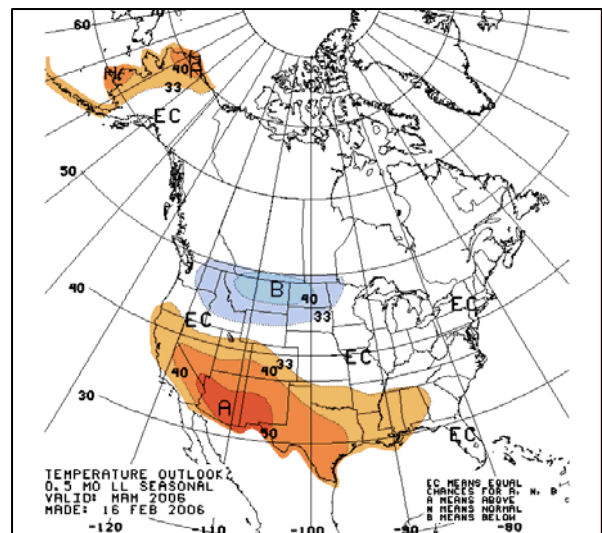 60
40
A
N
33
EC
50
B
40
40
33
EC
EC
EC
33
40
40
30
A
50
EC
TEMPERATURE OUTLOOK
0.5 MO LL SEASONAL
VALID: MAM 2006
MADE: 16 FEB 2006
EC MEANS EQUAL
CHANCES FOR A, N, B
A MEANS ABOVE
N MEANS NORMAL
B MEANS BELOW
-120
-110
-100
-90
-80